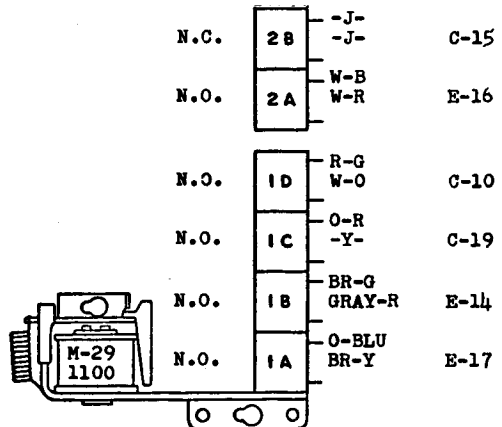 N.C. 2B -J- -J- C-15
N.O. 2A W-B W-R E-16
N.O. 1D R-G W-O C-10
N.O. 1C O-R -Y- C-19
N.O. 1B BR-G GRAY-R E-14
N.O. 1A O-BLU BR-Y E-17
M-29
1100